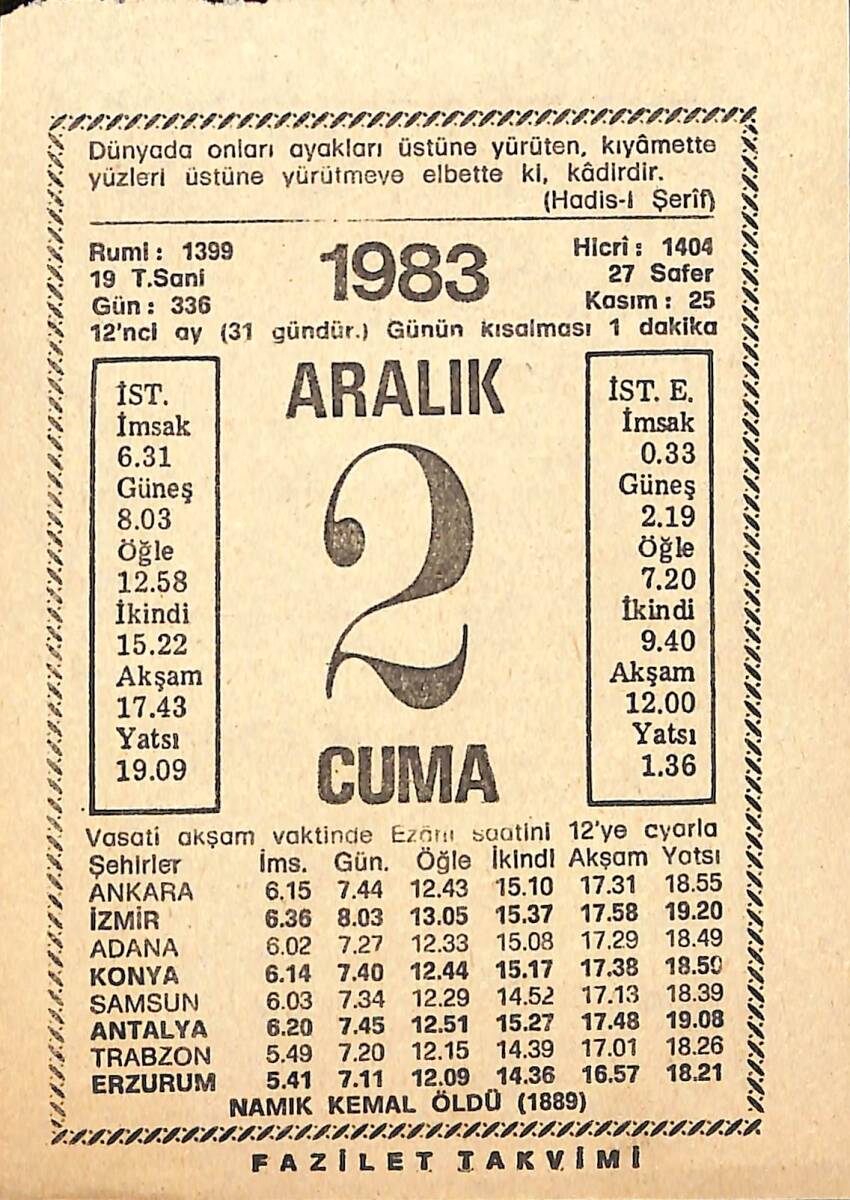 Dünyada onları ayakları üstüne yürüten, kıyâmette
yüzleri üstüne yürütmeye elbette ki, kâdirdir.
(Hadis-i Şerîf)
Rumi: 1399
19 T.Sani
Gün: 336
1983
Hicrî: 1404
27 Safer
Kasım: 25
12'nci ay (31 gündür.) Günün kısalması 1 dakika
İST.
İmsak
6.31
Güneş
8.03
Öğle
12.58
İkindi
15.22
Akşam
17.43
Yatsı
19.09
ARALIK
2
CUMA
İST. E.
İmsak
0.33
Güneş
2.19
Öğle
7.20
İkindi
9.40
Akşam
12.00
Yatsı
1.36
Vasati akşam vaktinde Ezâni saatini 12'ye cyarla
Şehirler İms. Gün. Öğle İkindi Akşam Yatsı
ANKARA 6.15 7.44 12.43 15.10 17.31 18.55
İZMİR 6.36 8.03 13.05 15.37 17.58 19.20
ADANA 6.02 7.27 12.33 15.08 17.29 18.49
KONYA 6.14 7.40 12.44 15.17 17.38 18.59
SAMSUN 6.03 7.34 12.29 14.52 17.13 18.39
ANTALYA 6.20 7.45 12.51 15.27 17.48 19.08
TRABZON 5.49 7.20 12.15 14.39 17.01 18.26
ERZURUM 5.41 7.11 12.09 14.36 16.57 18.21
NAMIK KEMAL ÖLDÜ (1889)
FAZİLET TAKVİMİ